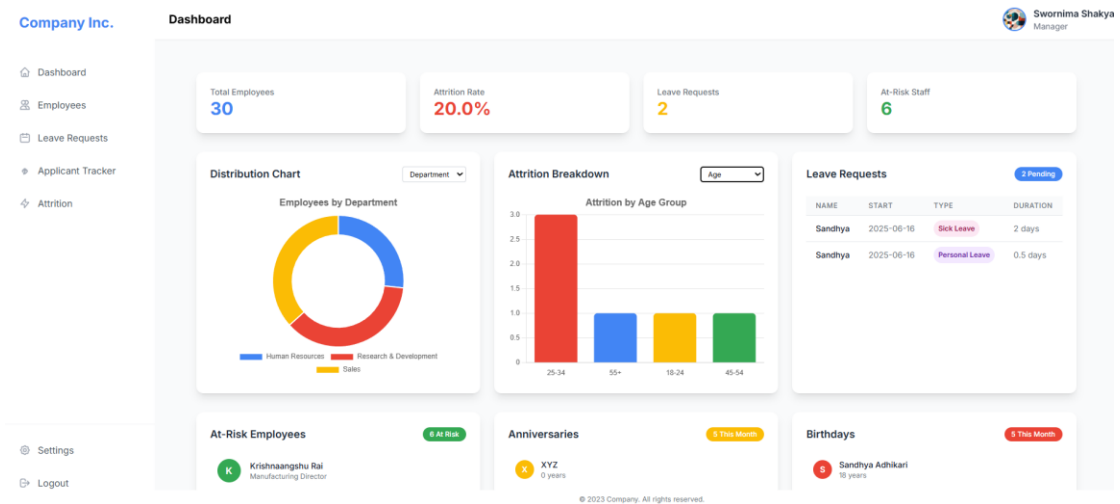 Company Inc.
Dashboard
Swornima Shakya
Manager
Dashboard
Employees
Leave Requests
Applicant Tracker
Attrition
Settings
Logout
Total Employees
30
Attrition Rate
20.0%
Leave Requests
2
At-Risk Staff
6
Distribution Chart
Department
Employees by Department
Human Resources
Research & Development
Sales
Attrition Breakdown
Age
Attrition by Age Group
3.0
2.5
2.0
1.5
1.0
0.5
0
25-34 55+ 18-24 45-54
Leave Requests
2 Pending
NAME START TYPE DURATION
Sandhya 2025-06-16 Sick Leave 2 days
Sandhya 2025-06-16 Personal Leave 0.5 days
At-Risk Employees
6 At Risk
K
Krishnaangshu Rai
Manufacturing Director
Anniversaries
5 This Month
X
XYZ
0 years
Birthdays
5 This Month
S
Sandhya Adhikari
18 years
© 2023 Company. All rights reserved.